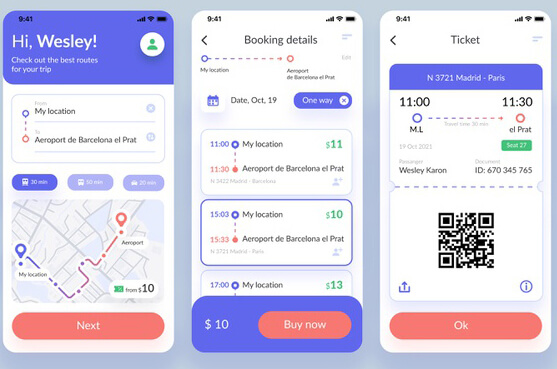 9:41
Hi, Wesley!
Check out the best routes
for your trip
From
My location
To
Aeroport de Barcelona el Prat
30 min
50 min
20 min
Aeroport
My location
from $10
Next
9:41
Booking details
Edit
My location
Aeroport
de Barcelona el Prat
Date, Oct, 19
One way
11:00 My location $11
11:30 Aeroport de Barcelona el Prat
N 3422 Madrid - Barcelona
15:03 My location $10
15:33 Aeroport de Barcelona el Prat
N 3721 Madrid - Paris
17:00 My location $13
$ 10
Buy now
9:41
Ticket
N 3721 Madrid - Paris
11:00 11:30
Travel time 30 min
M.L el Prat
19 Oct 2021
Seat 27
Passanger Document
Wesley Karon ID: 670 345 765
Ok